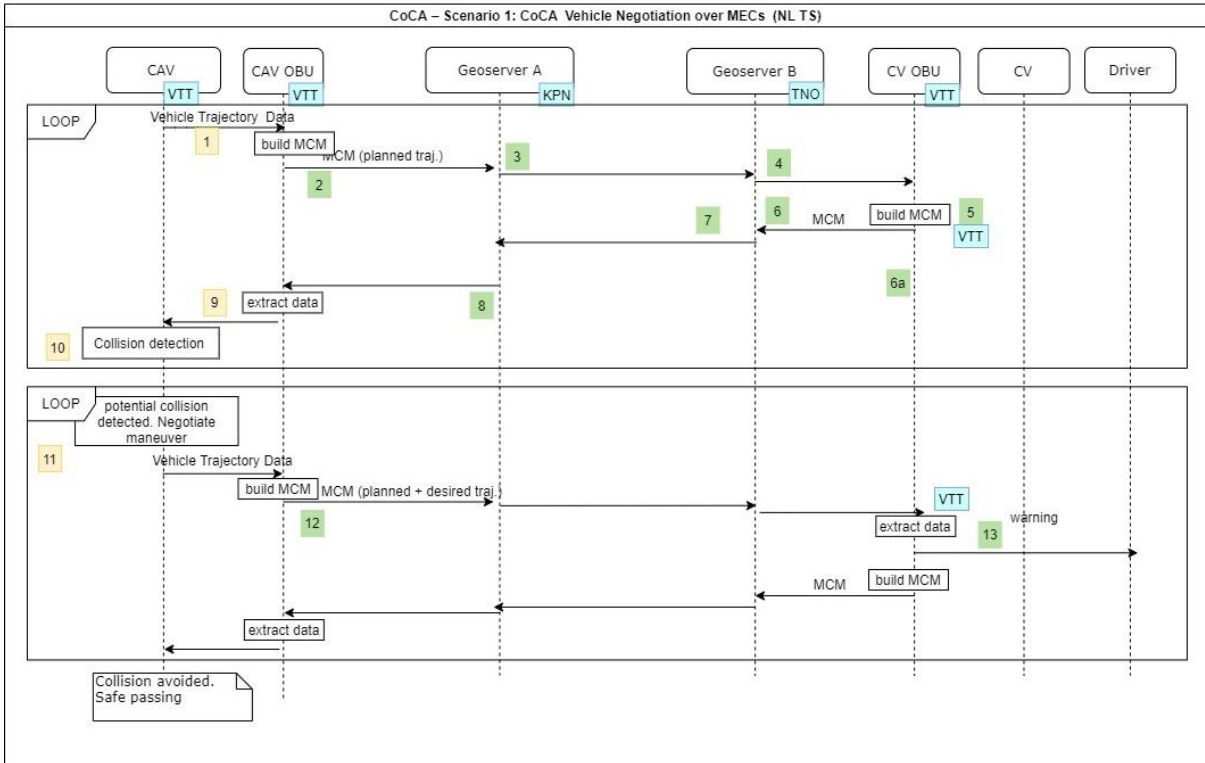 CoCA – Scenario 1: CoCA Vehicle Negotiation over MECs (NL TS)
CAV
VTT
CAV OBU
VTT
Geoserver A
KPN
Geoserver B
TNO
CV OBU
VTT
CV
Driver
LOOP
Vehicle Trajectory Data
1
build MCM
MCM (planned traj.)
2
3
4
build MCM
5
VTT
MCM
6
7
6a
8
9
extract data
10
Collision detection
LOOP
potential collision
detected. Negotiate
maneuver
11
Vehicle Trajectory Data
build MCM
MCM (planned + desired traj.)
12
VTT
extract data
warning
13
build MCM
MCM
extract data
Collision avoided.
Safe passing